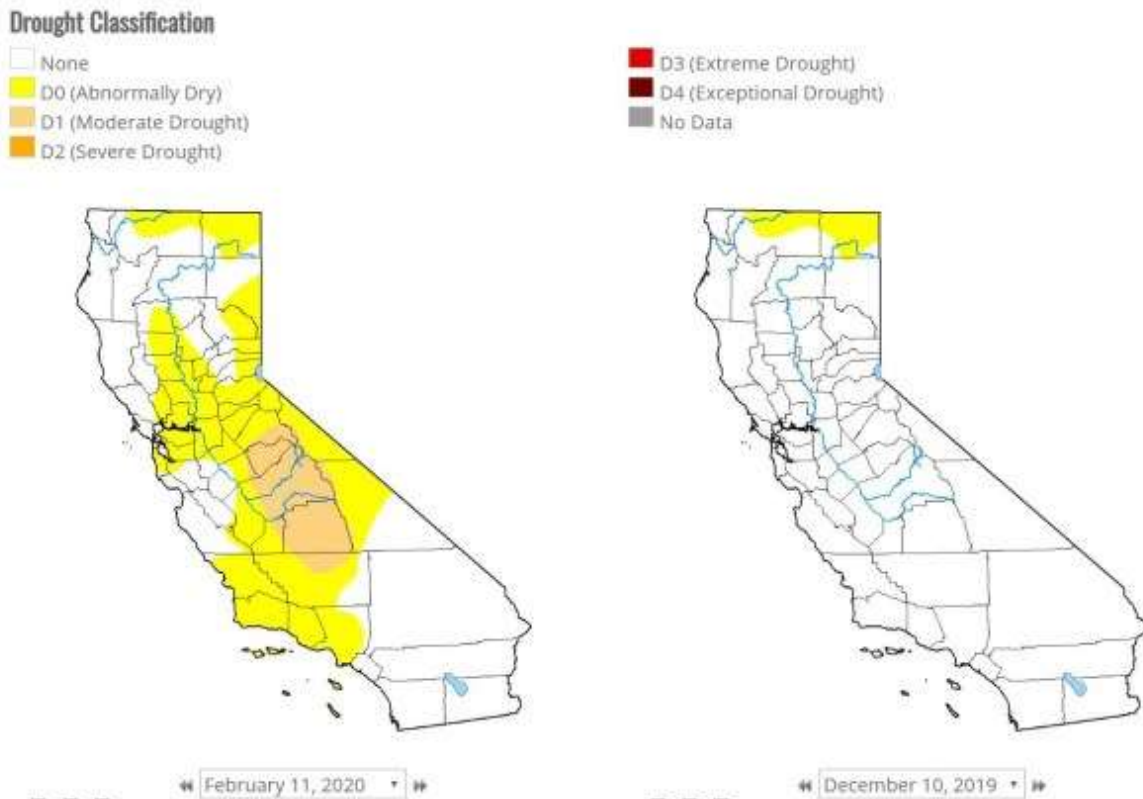 Drought Classification
None
D0 (Abnormally Dry)
D1 (Moderate Drought)
D2 (Severe Drought)
D3 (Extreme Drought)
D4 (Exceptional Drought)
No Data
February 11, 2020
December 10, 2019